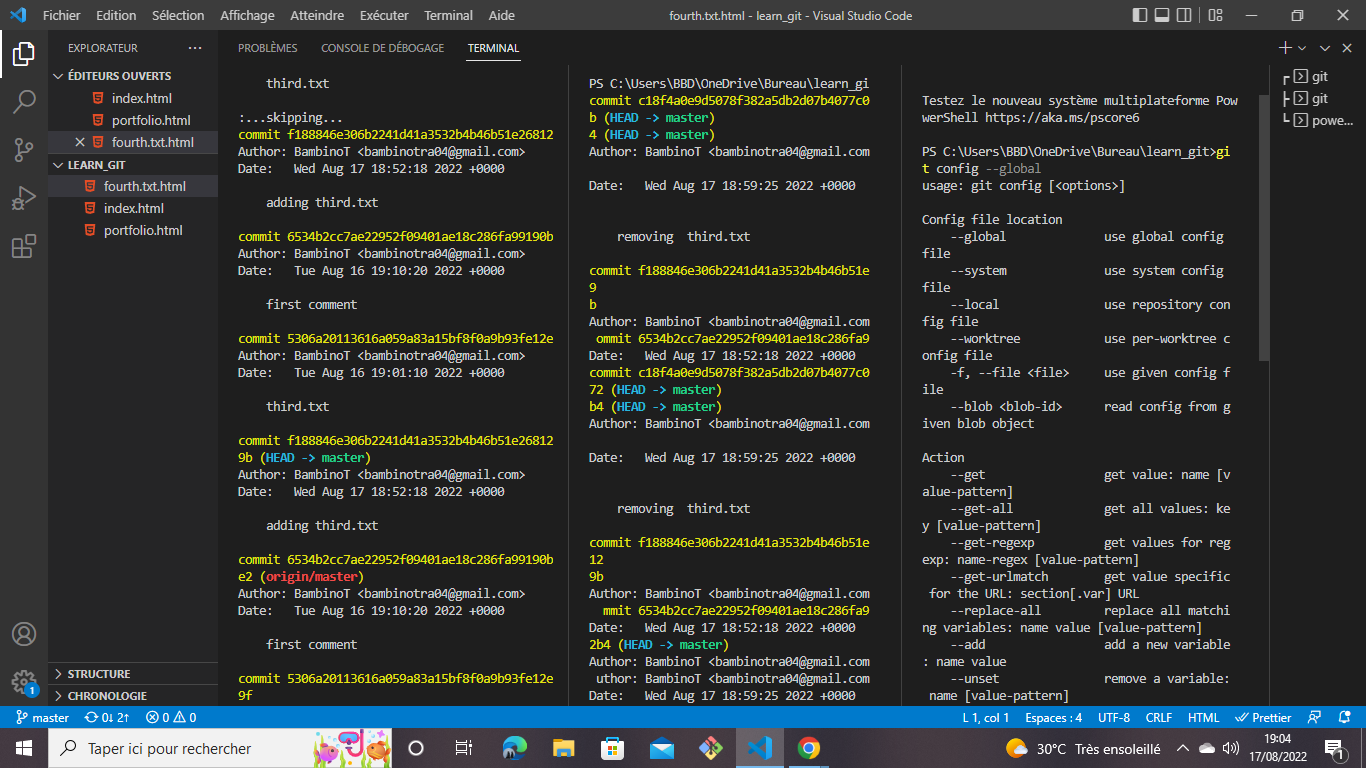 Fichier Edition Sélection Affichage Atteindre Exécuter Terminal Aide
fourth.txt.html - learn_git - Visual Studio Code
EXPLORATEUR
ÉDITEURS OUVERTS
index.html
portfolio.html
fourth.txt.html
LEARN_GIT
fourth.txt.html
index.html
portfolio.html
STRUCTURE
CHRONOLOGIE
PROBLÈMES CONSOLE DE DÉBOGAGE TERMINAL
third.txt
:...skipping...
commit f188846e306b2241d41a3532b4b46b51e26812
Author: BambinoT <bambinotra04@gmail.com>
Date:   Wed Aug 17 18:52:18 2022 +0000
adding third.txt
commit 6534b2cc7ae22952f09401ae18c286fa99190b
Author: BambinoT <bambinotra04@gmail.com>
Date:   Tue Aug 16 19:10:20 2022 +0000
first comment
commit 5306a20113616a059a83a15bf8f0a9b93fe12e
Author: BambinoT <bambinotra04@gmail.com>
Date:   Tue Aug 16 19:01:10 2022 +0000
third.txt
commit f188846e306b2241d41a3532b4b46b51e26812
9b (HEAD -> master)
Author: BambinoT <bambinotra04@gmail.com>
Date:   Wed Aug 17 18:52:18 2022 +0000
adding third.txt
commit 6534b2cc7ae22952f09401ae18c286fa99190b
e2 (origin/master)
Author: BambinoT <bambinotra04@gmail.com>
Date:   Tue Aug 16 19:10:20 2022 +0000
first comment
commit 5306a20113616a059a83a15bf8f0a9b93fe12e
9f
PS C:\Users\BBD\OneDrive\Bureau\learn_gi
commit c18f4a0e9d5078f382a5db2d07b4077c0
b (HEAD -> master)
4 (HEAD -> master)
Author: BambinoT <bambinotra04@gmail.com
Date:   Wed Aug 17 18:59:25 2022 +0000
removing  third.txt
commit f188846e306b2241d41a3532b4b46b51e
9
b
Author: BambinoT <bambinotra04@gmail.com
ommit 6534b2cc7ae22952f09401ae18c286fa9
Date:   Wed Aug 17 18:52:18 2022 +0000
commit c18f4a0e9d5078f382a5db2d07b4077c0
72 (HEAD -> master)
b4 (HEAD -> master)
Author: BambinoT <bambinotra04@gmail.com
Date:   Wed Aug 17 18:59:25 2022 +0000
removing  third.txt
commit f188846e306b2241d41a3532b4b46b51e
12
9b
Author: BambinoT <bambinotra04@gmail.com
mmit 6534b2cc7ae22952f09401ae18c286fa9
Date:   Wed Aug 17 18:52:18 2022 +0000
2b4 (HEAD -> master)
Author: BambinoT <bambinotra04@gmail.com
uthor: BambinoT <bambinotra04@gmail.com
Date:   Wed Aug 17 18:59:25 2022 +0000
Testez le nouveau système multiplateforme Pow
werShell https://aka.ms/pscore6
PS C:\Users\BBD\OneDrive\Bureau\learn_git>gi
t config --global
usage: git config [<options>]
Config file location
--global              use global config
file
--system              use system config
file
--local               use repository con
fig file
--worktree            use per-worktree c
onfig file
-f, --file <file>     use given config f
ile
--blob <blob-id>      read config from g
iven blob object
Action
--get                 get value: name [v
alue-pattern]
--get-all             get all values: ke
y [value-pattern]
--get-regexp          get values for reg
exp: name-regex [value-pattern]
--get-urlmatch        get value specific
for the URL: section[.var] URL
--replace-all         replace all matchi
ng variables: name value [value-pattern]
--add                 add a new variable
: name value
--unset               remove a variable:
name [value-pattern]
git
git
powe...
1
master 0↓ 2↑ 0 0
L 1, col 1 Espaces : 4 UTF-8 CRLF HTML Prettier
Taper ici pour rechercher
30°C Très ensoleillé
19:04
17/08/2022
1